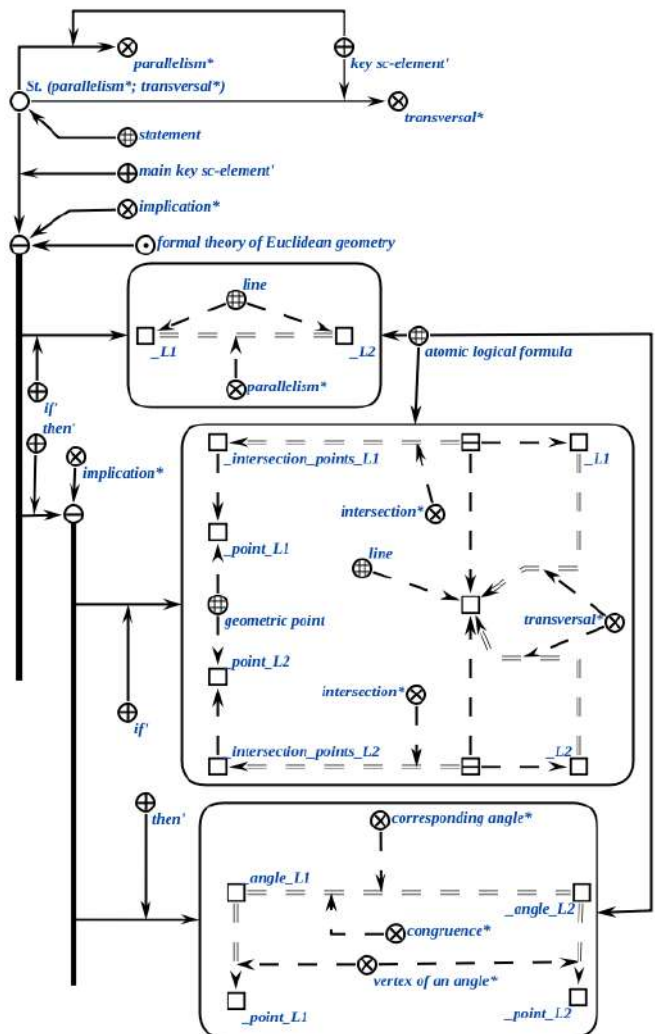 parallelism*
key sc-element'
St. (parallelism*; transversal*)
transversal*
statement
main key sc-element'
implication*
formal theory of Euclidean geometry
line
_L1
_L2
atomic logical formula
parallelism*
if'
then'
implication*
_intersection_points_L1
_L1
intersection*
_point_L1
line
geometric point
transversal*
_point_L2
intersection*
if'
_intersection_points_L2
_L2
then'
corresponding angle*
_angle_L1
_angle_L2
congruence*
vertex of an angle*
_point_L1
_point_L2